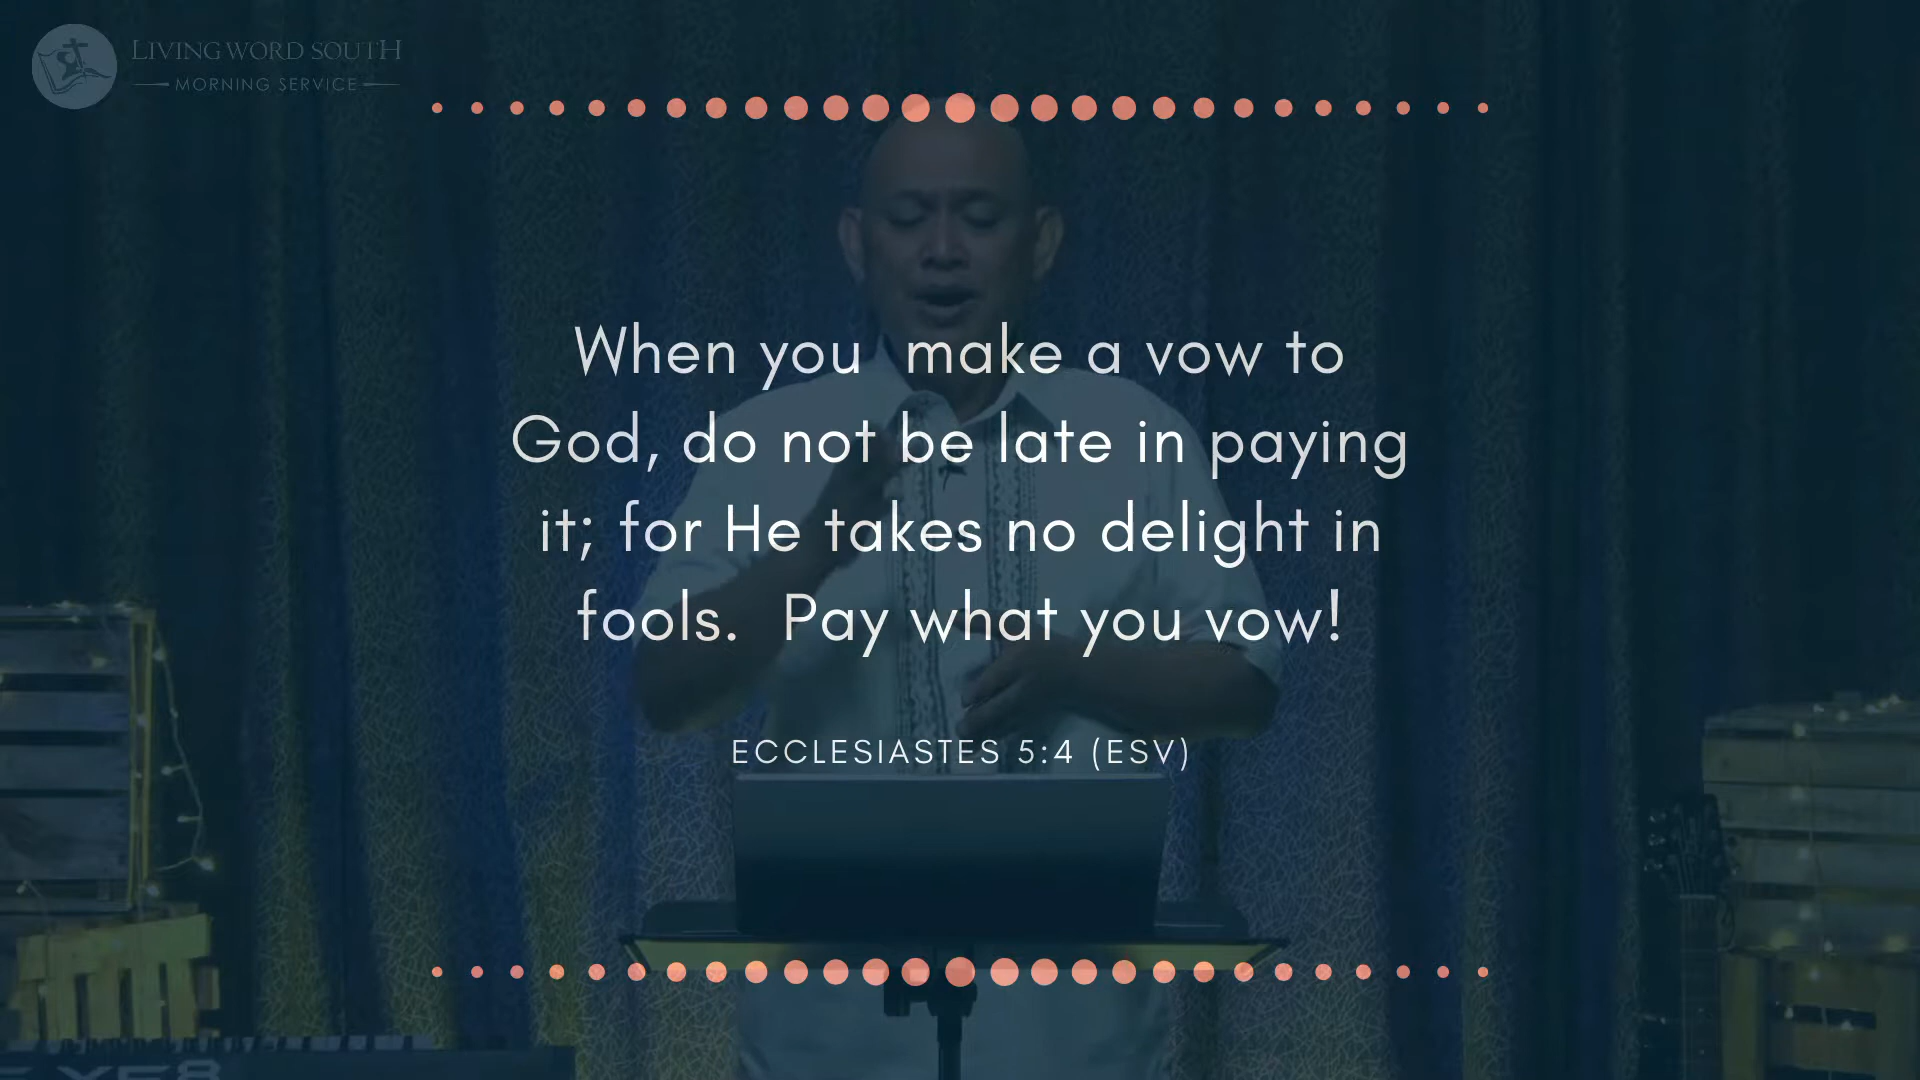 LIVING WORD SOUTH
MORNING SERVICE
When you  make a vow to
God, do not be late in paying
it; for He takes no delight in
fools.  Pay what you vow!
ECCLESIASTES 5:4 (ESV)